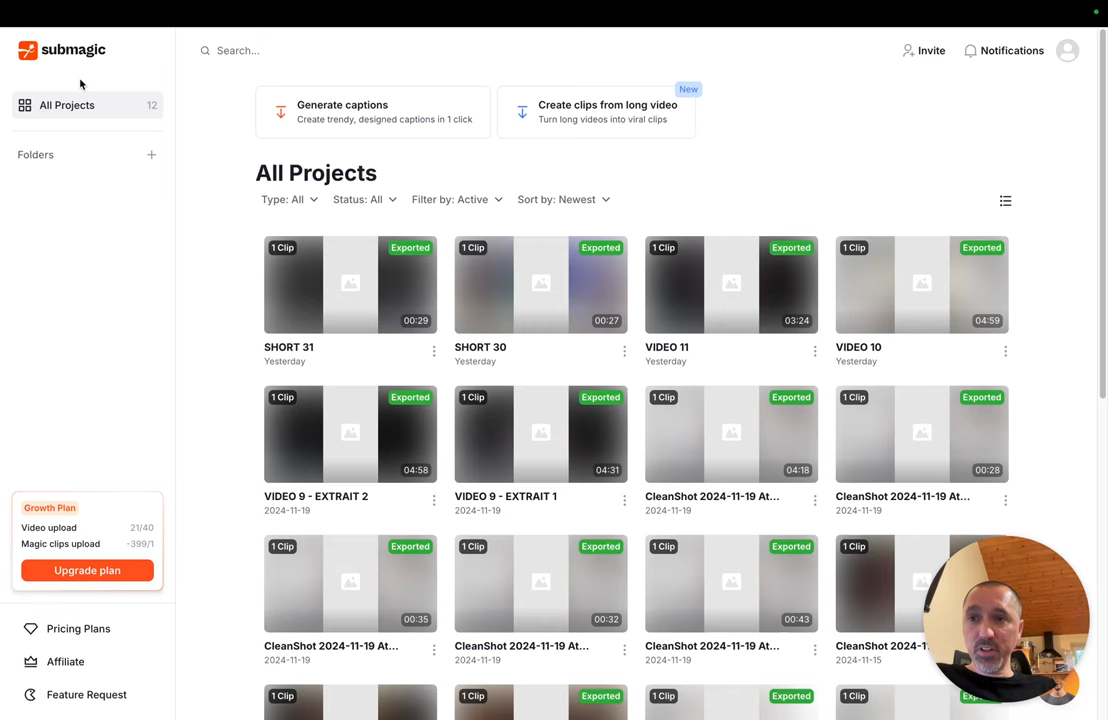 submagic
Search...
Invite
Notifications
All Projects
12
Folders
Generate captions
Create trendy, designed captions in 1 click
New
Create clips from long video
Turn long videos into viral clips
All Projects
Type: All
Status: All
Filter by: Active
Sort by: Newest
1 Clip
Exported
00:29
1 Clip
Exported
00:27
1 Clip
Exported
03:24
1 Clip
Exported
04:59
SHORT 31
Yesterday
SHORT 30
Yesterday
VIDEO 11
Yesterday
VIDEO 10
Yesterday
1 Clip
Exported
04:58
1 Clip
Exported
04:31
1 Clip
Exported
04:18
1 Clip
Exported
00:28
VIDEO 9 - EXTRAIT 2
2024-11-19
VIDEO 9 - EXTRAIT 1
2024-11-19
CleanShot 2024-11-19 At...
2024-11-19
CleanShot 2024-11-19 At...
2024-11-19
1 Clip
Exported
00:35
1 Clip
Exported
00:32
1 Clip
Exported
00:43
1 Clip
CleanShot 2024-11-19 At...
2024-11-19
CleanShot 2024-11-19 At...
2024-11-19
CleanShot 2024-11-19 At...
2024-11-19
CleanShot 2024-11-
2024-11-15
1 Clip
Exported
1 Clip
Exported
1 Clip
Exported
1 Clip
Growth Plan
Video upload
21/40
Magic clips upload
-399/1
Upgrade plan
Pricing Plans
Affiliate
Feature Request